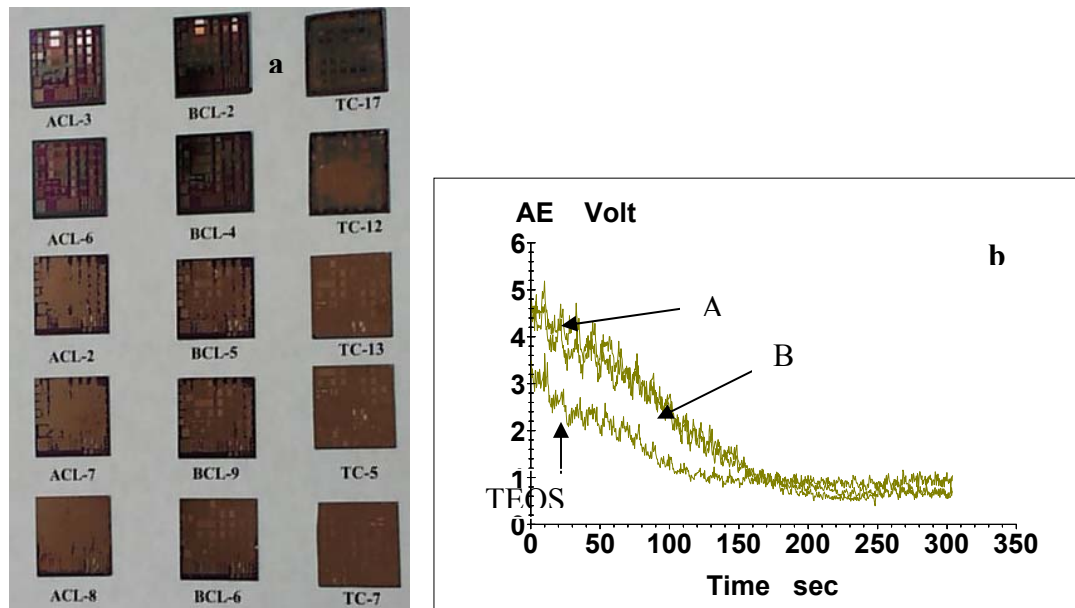 a
ACL-3 BCL-2 TC-17
ACL-6 BCL-4 TC-12
ACL-2 BCL-5 TC-13
ACL-7 BCL-9 TC-5
ACL-8 BCL-6 TC-7
AE Volt
b
6
5
4
3
2
1
0
A
B
TEOS
0 50 100 150 200 250 300 350
Time sec